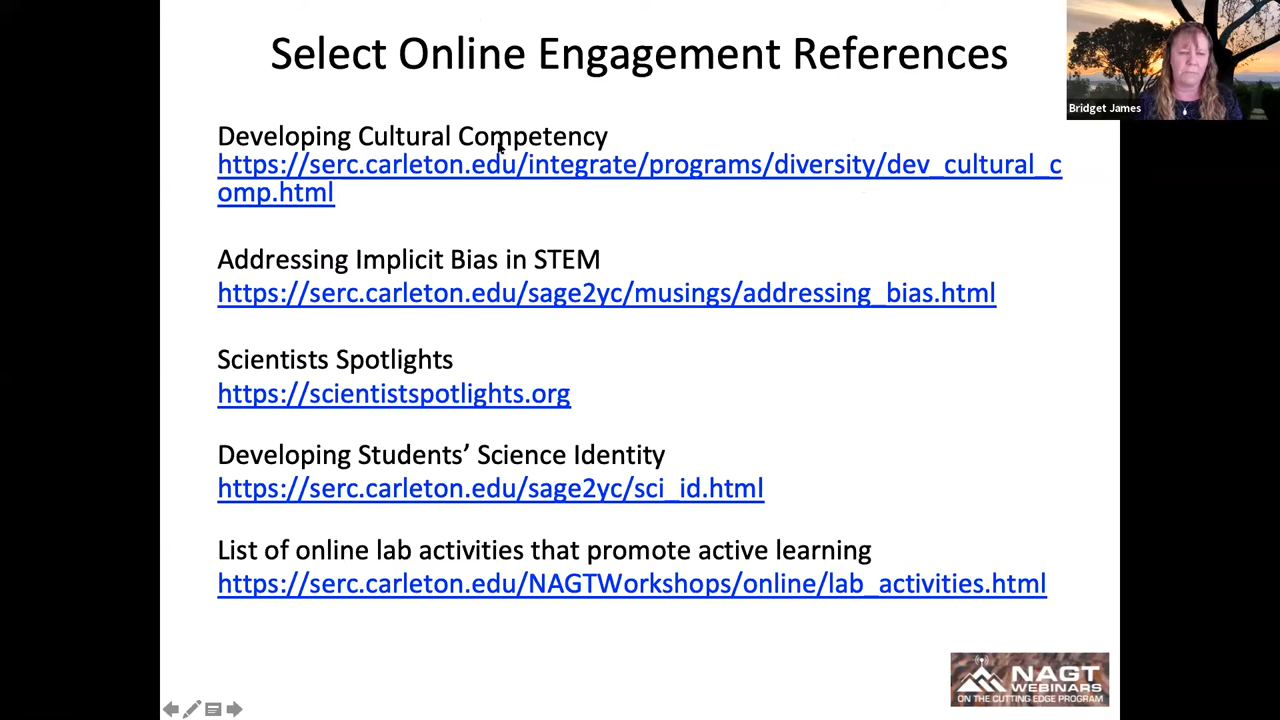 Select Online Engagement References
Bridget James
Developing Cultural Competency
https://serc.carleton.edu/integrate/programs/diversity/dev_cultural_c
omp.html
Addressing Implicit Bias in STEM
https://serc.carleton.edu/sage2yc/musings/addressing_bias.html
Scientists Spotlights
https://scientistspotlights.org
Developing Students’ Science Identity
https://serc.carleton.edu/sage2yc/sci_id.html
List of online lab activities that promote active learning
https://serc.carleton.edu/NAGTWorkshops/online/lab_activities.html
NAGT
WEBINARS
ON THE CUTTING EDGE PROGRAM